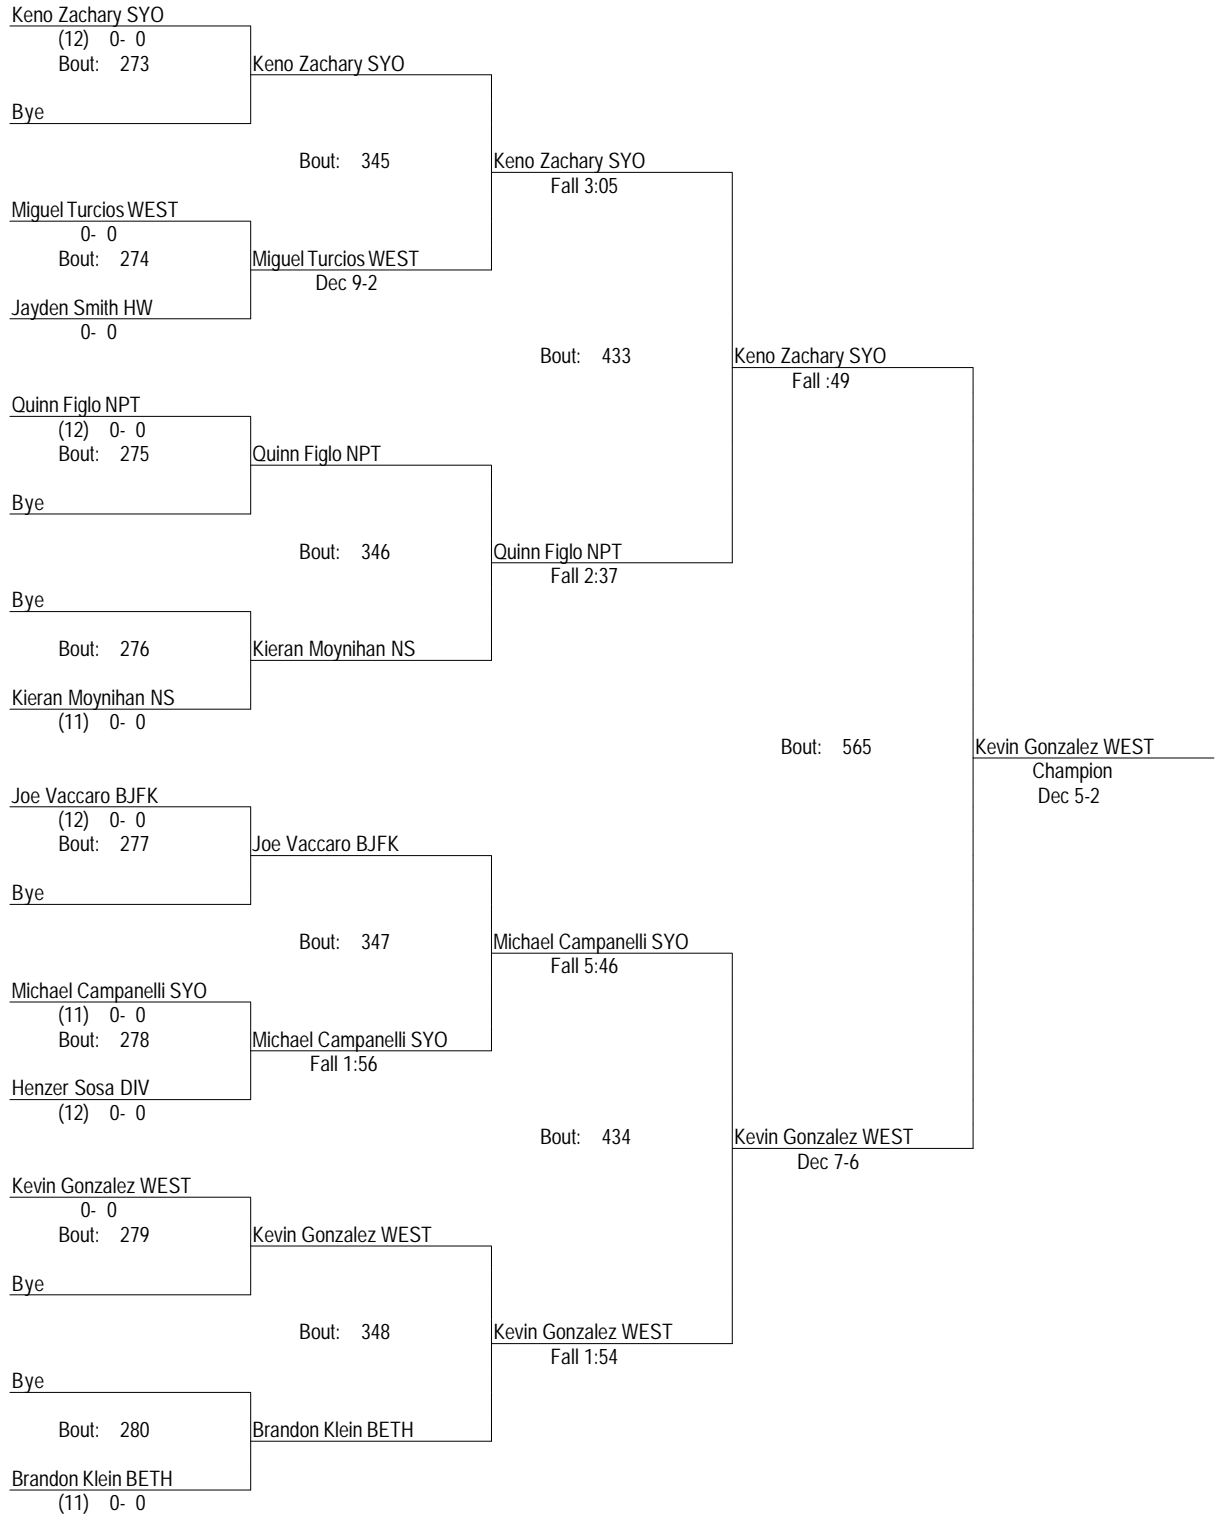 Keno Zachary SYO
(12) 0- 0
Bout: 273
Keno Zachary SYO
Bye
Bout: 345
Keno Zachary SYO
Fall 3:05
Miguel Turcios WEST
0- 0
Bout: 274
Miguel Turcios WEST
Dec 9-2
Jayden Smith HW
0- 0
Bout: 433
Keno Zachary SYO
Fall :49
Quinn Figlo NPT
(12) 0- 0
Bout: 275
Quinn Figlo NPT
Bye
Bout: 346
Quinn Figlo NPT
Fall 2:37
Bye
Bout: 276
Kieran Moynihan NS
Kieran Moynihan NS
(11) 0- 0
Bout: 565
Kevin Gonzalez WEST
Champion
Dec 5-2
Joe Vaccaro BJFK
(12) 0- 0
Bout: 277
Joe Vaccaro BJFK
Bye
Bout: 347
Michael Campanelli SYO
Fall 5:46
Michael Campanelli SYO
(11) 0- 0
Bout: 278
Michael Campanelli SYO
Fall 1:56
Henzer Sosa DIV
(12) 0- 0
Bout: 434
Kevin Gonzalez WEST
Dec 7-6
Kevin Gonzalez WEST
0- 0
Bout: 279
Kevin Gonzalez WEST
Bye
Bout: 348
Kevin Gonzalez WEST
Fall 1:54
Bye
Bout: 280
Brandon Klein BETH
Brandon Klein BETH
(11) 0- 0